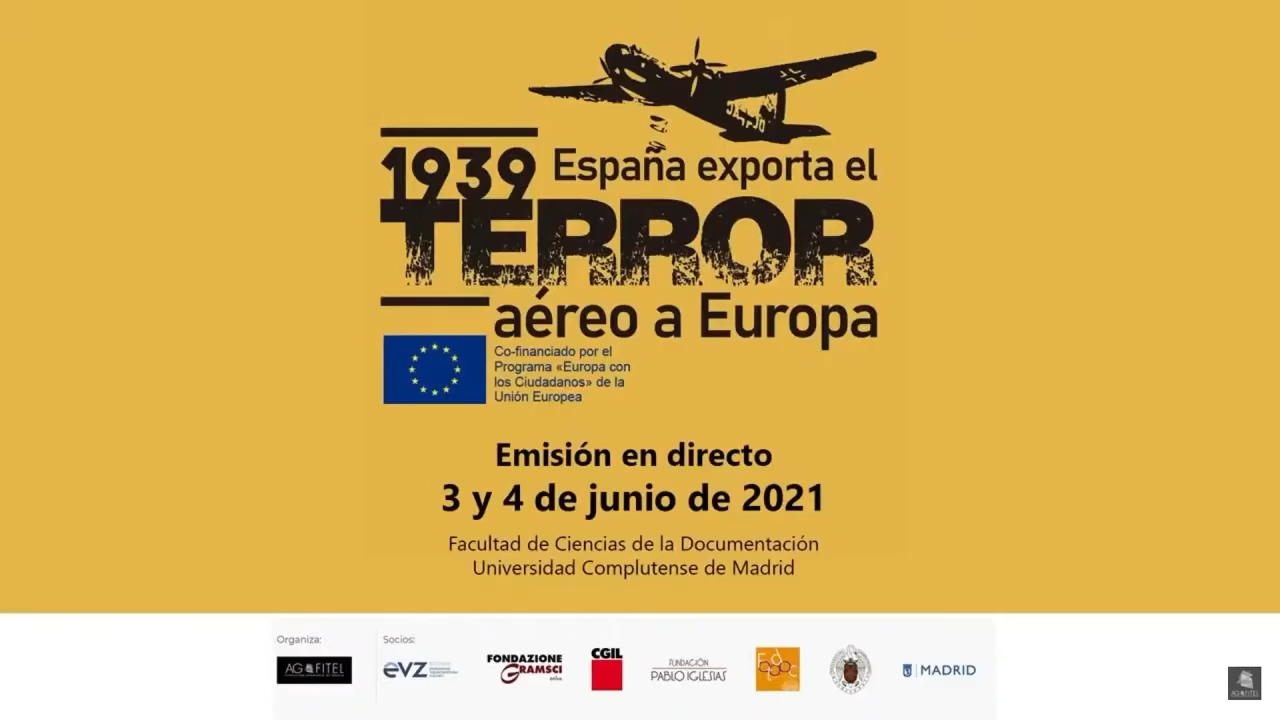 1939 España exporta el
TERROR
aéreo a Europa
Co-financiado por el
Programa «Europa con
los Ciudadanos» de la
Unión Europea
Emisión en directo
3 y 4 de junio de 2021
Facultad de Ciencias de la Documentación
Universidad Complutense de Madrid
Organiza:
Socios:
AGFITEL
evz
FONDAZIONE
GRAMSCI
CGIL
FUNDACIÓN
PABLO IGLESIAS
MADRID
AGFITEL